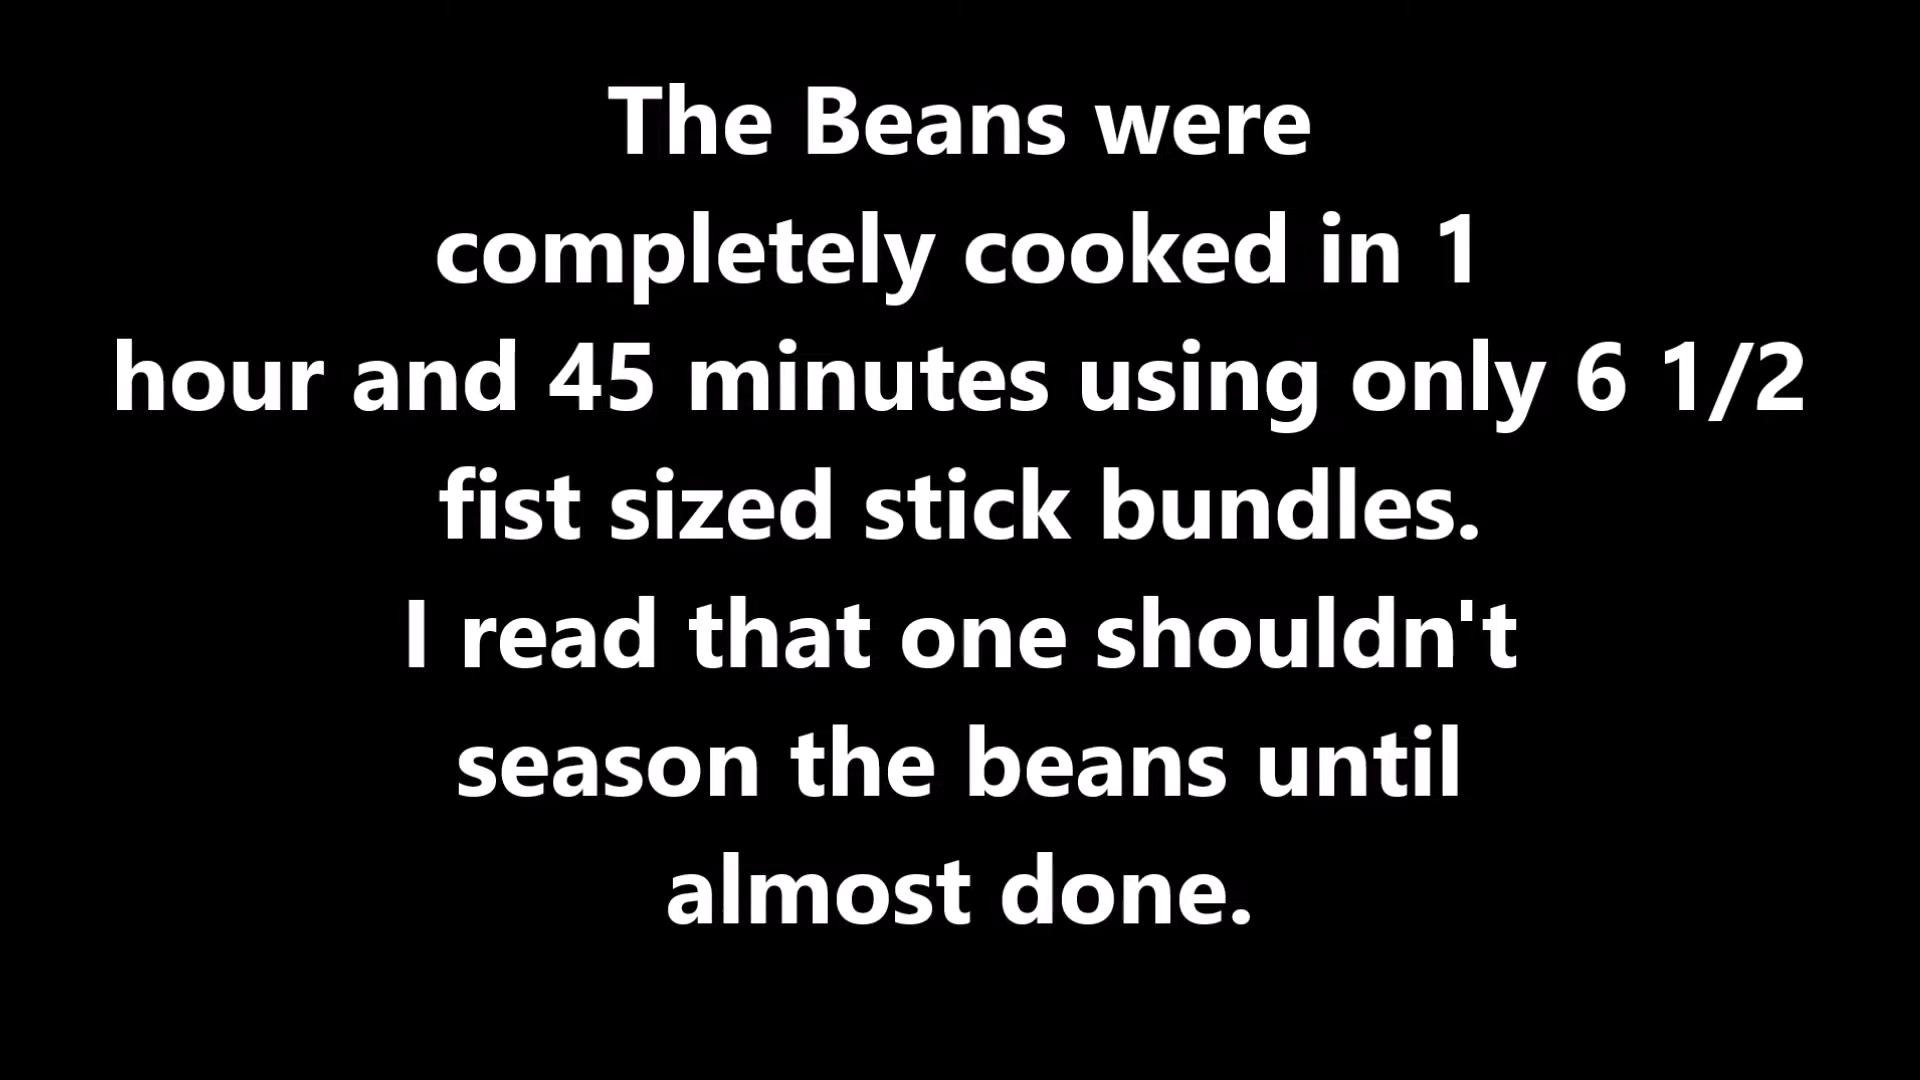 The Beans were
completely cooked in 1
hour and 45 minutes using only 6 1/2
fist sized stick bundles.
I read that one shouldn't
season the beans until
almost done.